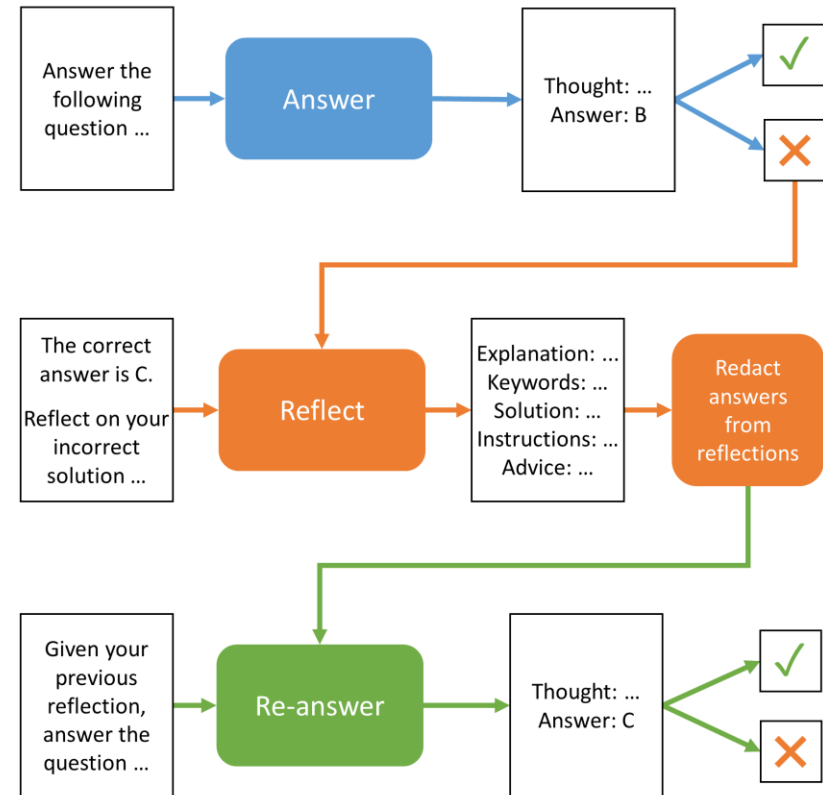 Answer the
following
question ...
Answer
Thought: ...
Answer: B
The correct
answer is C.
Reflect on your
incorrect
solution ...
Reflect
Explanation: ...
Keywords: ...
Solution: ...
Instructions: ...
Advice: ...
Redact
answers
from
reflections
Given your
previous
reflection,
answer the
question ...
Re-answer
Thought: ...
Answer: C